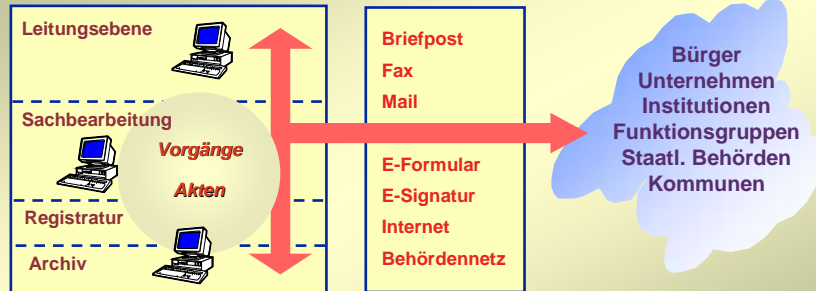 Leitungsebene
Sachbearbeitung
Vorgänge
Akten
Registratur
Archiv
Briefpost
Fax
Mail
E-Formular
E-Signatur
Internet
Behördennetz
Bürger
Unternehmen
Institutionen
Funktionsgruppen
Staatl. Behörden
Kommunen